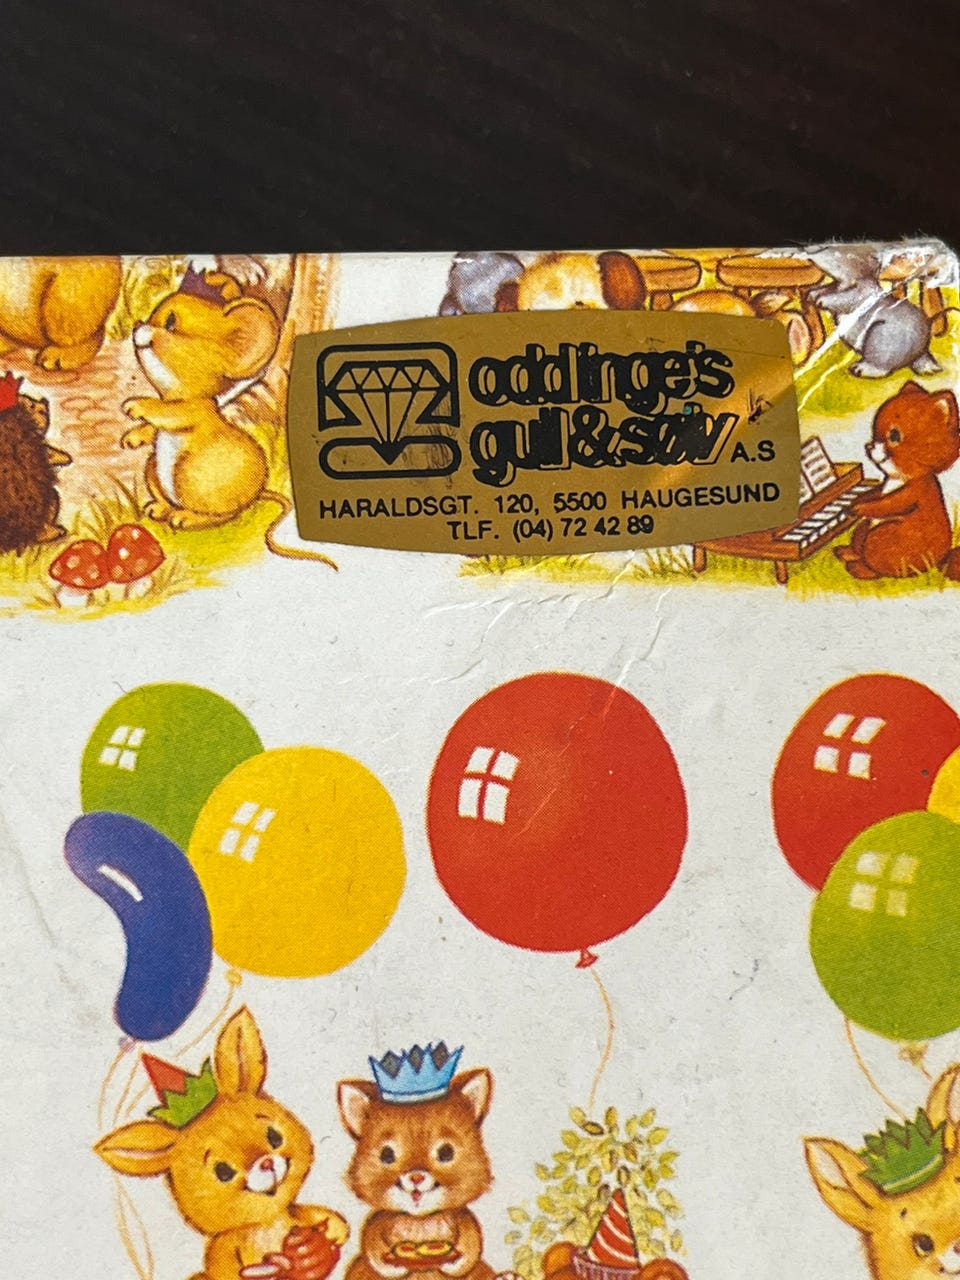 oddinge's
gull & sølv A.S
HARALDSGT. 120, 5500 HAUGESUND
TLF. (04) 72 42 89